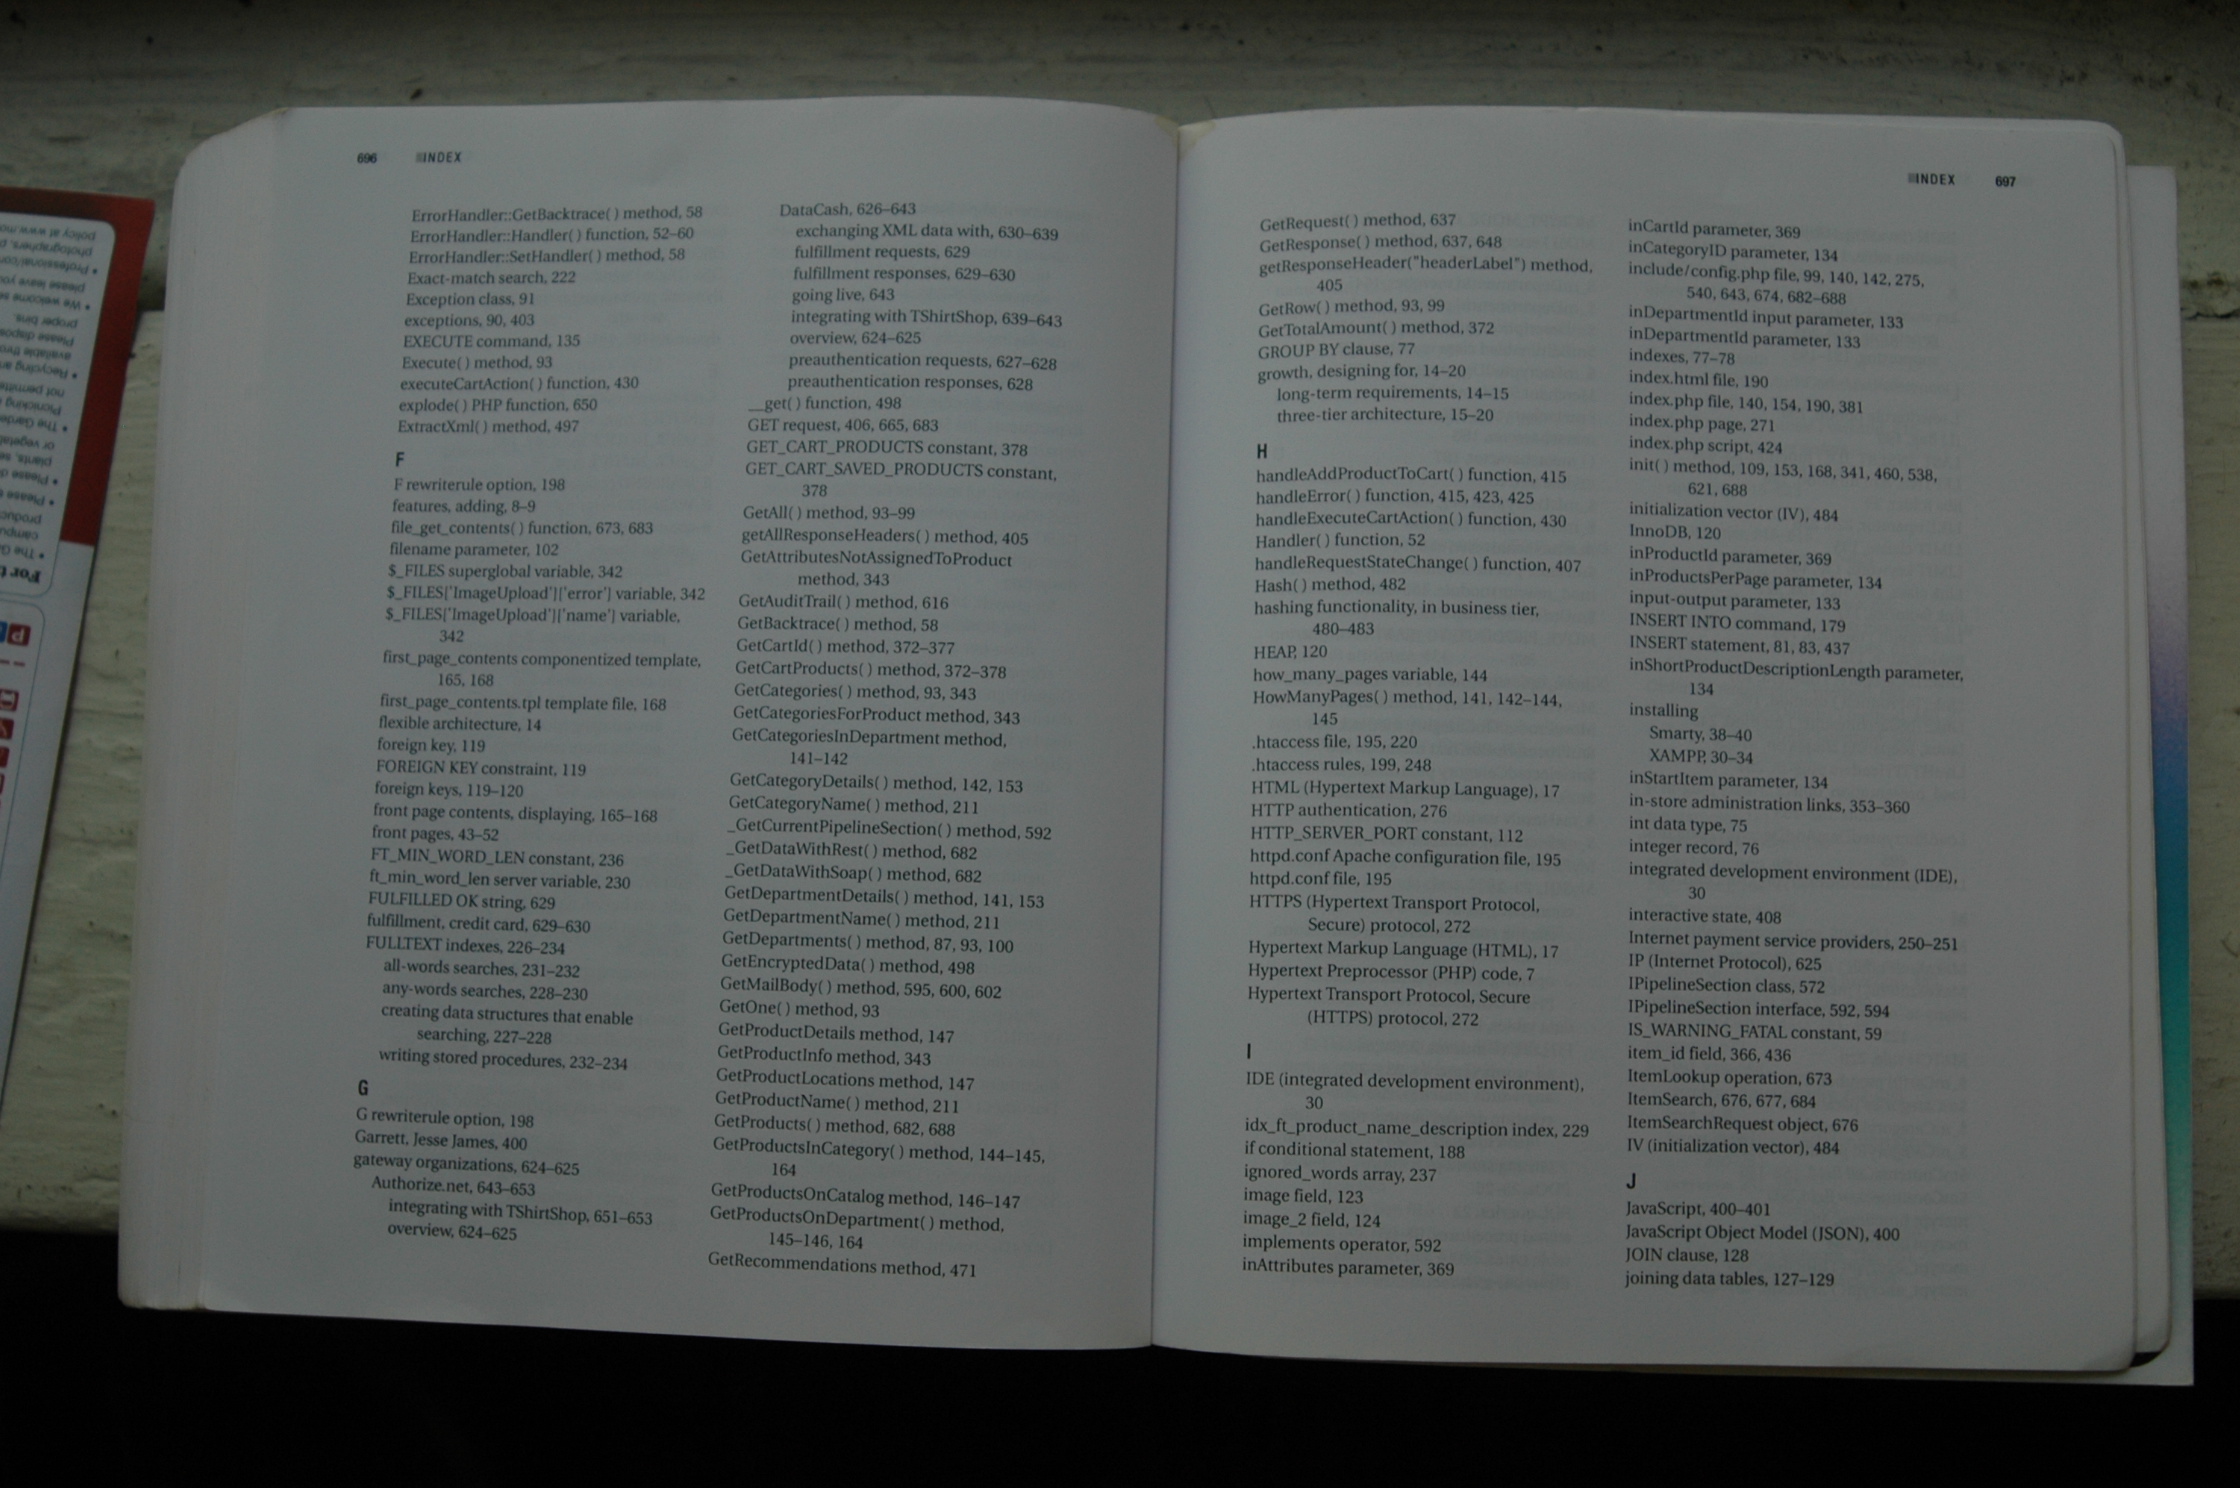 696 INDEX
ErrorHandler::GetBacktrace( ) method, 58
ErrorHandler::Handler( ) function, 52–60
ErrorHandler::SetHandler( ) method, 58
Exact-match search, 222
Exception class, 91
exceptions, 90, 403
EXECUTE command, 135
Execute( ) method, 93
executeCartAction( ) function, 430
explode( ) PHP function, 650
ExtractXml( ) method, 497
F
F rewriterule option, 198
features, adding, 8–9
file_get_contents( ) function, 673, 683
filename parameter, 102
$_FILES superglobal variable, 342
$_FILES['ImageUpload']['error'] variable, 342
$_FILES['ImageUpload']['name'] variable,
342
first_page_contents componentized template,
165, 168
first_page_contents.tpl template file, 168
flexible architecture, 14
foreign key, 119
FOREIGN KEY constraint, 119
foreign keys, 119–120
front page contents, displaying, 165–168
front pages, 43–52
FT_MIN_WORD_LEN constant, 236
ft_min_word_len server variable, 230
FULFILLED OK string, 629
fulfillment, credit card, 629–630
FULLTEXT indexes, 226–234
all-words searches, 231–232
any-words searches, 228–230
creating data structures that enable
searching, 227–228
writing stored procedures, 232–234
G
G rewriterule option, 198
Garrett, Jesse James, 400
gateway organizations, 624–625
Authorize.net, 643–653
integrating with TShirtShop, 651–653
overview, 624–625
DataCash, 626–643
exchanging XML data with, 630–639
fulfillment requests, 629
fulfillment responses, 629–630
going live, 643
integrating with TShirtShop, 639–643
overview, 624–625
preauthentication requests, 627–628
preauthentication responses, 628
__get( ) function, 498
GET request, 406, 665, 683
GET_CART_PRODUCTS constant, 378
GET_CART_SAVED_PRODUCTS constant,
378
GetAll( ) method, 93–99
getAllResponseHeaders( ) method, 405
GetAttributesNotAssignedToProduct
method, 343
GetAuditTrail( ) method, 616
GetBacktrace( ) method, 58
GetCartId( ) method, 372–377
GetCartProducts( ) method, 372–378
GetCategories( ) method, 93, 343
GetCategoriesForProduct method, 343
GetCategoriesInDepartment method,
141–142
GetCategoryDetails( ) method, 142, 153
GetCategoryName( ) method, 211
_GetCurrentPipelineSection( ) method, 592
_GetDataWithRest( ) method, 682
_GetDataWithSoap( ) method, 682
GetDepartmentDetails( ) method, 141, 153
GetDepartmentName( ) method, 211
GetDepartments( ) method, 87, 93, 100
GetEncryptedData( ) method, 498
GetMailBody( ) method, 595, 600, 602
GetOne( ) method, 93
GetProductDetails method, 147
GetProductInfo method, 343
GetProductLocations method, 147
GetProductName( ) method, 211
GetProducts( ) method, 682, 688
GetProductsInCategory( ) method, 144–145,
164
GetProductsOnCatalog method, 146–147
GetProductsOnDepartment( ) method,
145–146, 164
GetRecommendations method, 471
INDEX 697
GetRequest( ) method, 637
GetResponse( ) method, 637, 648
getResponseHeader("headerLabel") method,
405
GetRow( ) method, 93, 99
GetTotalAmount( ) method, 372
GROUP BY clause, 77
growth, designing for, 14–20
long-term requirements, 14–15
three-tier architecture, 15–20
H
handleAddProductToCart( ) function, 415
handleError( ) function, 415, 423, 425
handleExecuteCartAction( ) function, 430
Handler( ) function, 52
handleRequestStateChange( ) function, 407
Hash( ) method, 482
hashing functionality, in business tier,
480–483
HEAP, 120
how_many_pages variable, 144
HowManyPages( ) method, 141, 142–144,
145
.htaccess file, 195, 220
.htaccess rules, 199, 248
HTML (Hypertext Markup Language), 17
HTTP authentication, 276
HTTP_SERVER_PORT constant, 112
httpd.conf Apache configuration file, 195
httpd.conf file, 195
HTTPS (Hypertext Transport Protocol,
Secure) protocol, 272
Hypertext Markup Language (HTML), 17
Hypertext Preprocessor (PHP) code, 7
Hypertext Transport Protocol, Secure
(HTTPS) protocol, 272
I
IDE (integrated development environment),
30
idx_ft_product_name_description index, 229
if conditional statement, 188
ignored_words array, 237
image field, 123
image_2 field, 124
implements operator, 592
inAttributes parameter, 369
inCartId parameter, 369
inCategoryID parameter, 134
include/config.php file, 99, 140, 142, 275,
540, 643, 674, 682–688
inDepartmentId input parameter, 133
inDepartmentId parameter, 133
indexes, 77–78
index.html file, 190
index.php file, 140, 154, 190, 381
index.php page, 271
index.php script, 424
init( ) method, 109, 153, 168, 341, 460, 538,
621, 688
initialization vector (IV), 484
InnoDB, 120
inProductId parameter, 369
inProductsPerPage parameter, 134
input-output parameter, 133
INSERT INTO command, 179
INSERT statement, 81, 83, 437
inShortProductDescriptionLength parameter,
134
installing
Smarty, 38–40
XAMPP, 30–34
inStartItem parameter, 134
in-store administration links, 353–360
int data type, 75
integer record, 76
integrated development environment (IDE),
30
interactive state, 408
Internet payment service providers, 250–251
IP (Internet Protocol), 625
IPipelineSection class, 572
IPipelineSection interface, 592, 594
IS_WARNING_FATAL constant, 59
item_id field, 366, 436
ItemLookup operation, 673
ItemSearch, 676, 677, 684
ItemSearchRequest object, 676
IV (initialization vector), 484
J
JavaScript, 400–401
JavaScript Object Model (JSON), 400
JOIN clause, 128
joining data tables, 127–129